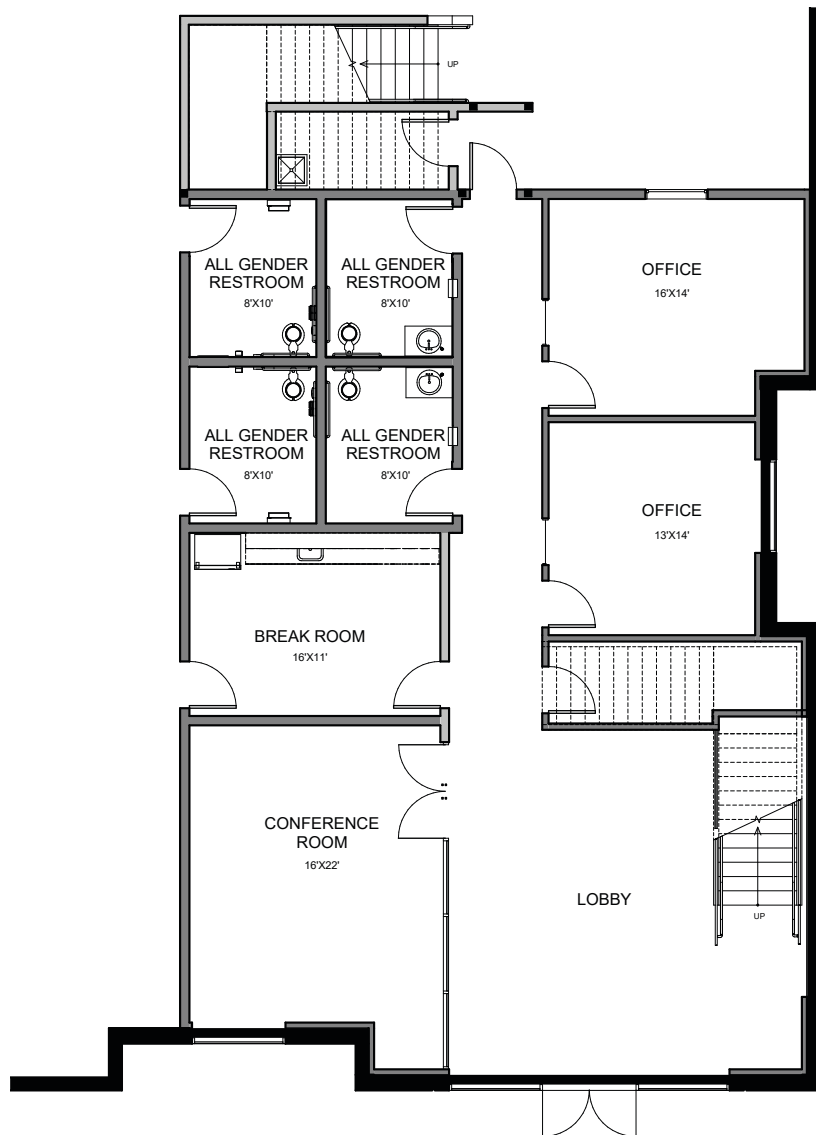 UP
ALL GENDER
RESTROOM
8'X10'
ALL GENDER
RESTROOM
8'X10'
OFFICE
16'X14'
ALL GENDER
RESTROOM
8'X10'
ALL GENDER
RESTROOM
8'X10'
OFFICE
13'X14'
BREAK ROOM
16'X11'
CONFERENCE
ROOM
16'X22'
LOBBY
UP